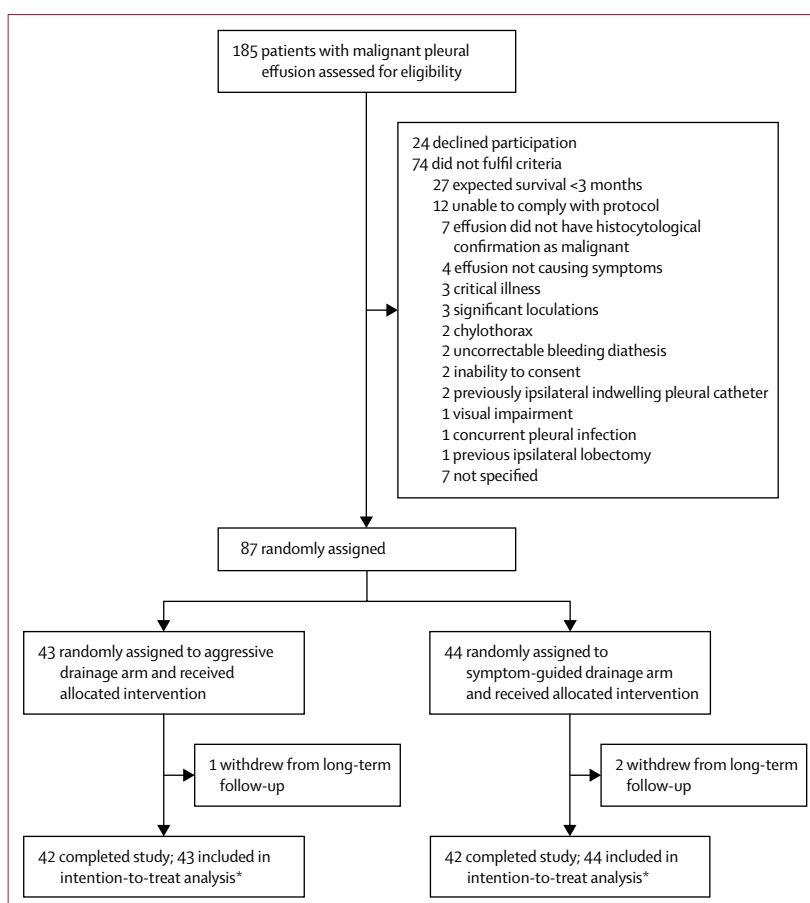 185 patients with malignant pleural
effusion assessed for eligibility
24 declined participation
74 did not fulfil criteria
27 expected survival <3 months
12 unable to comply with protocol
7 effusion did not have histocytological
confirmation as malignant
4 effusion not causing symptoms
3 critical illness
3 significant loculations
2 chylothorax
2 uncorrectable bleeding diathesis
2 inability to consent
2 previously ipsilateral indwelling pleural catheter
1 visual impairment
1 concurrent pleural infection
1 previous ipsilateral lobectomy
7 not specified
87 randomly assigned
43 randomly assigned to aggressive
drainage arm and received
allocated intervention
44 randomly assigned to
symptom-guided drainage arm
and received allocated intervention
1 withdrew from long-term
follow-up
2 withdrew from long-term
follow-up
42 completed study; 43 included in
intention-to-treat analysis*
42 completed study; 44 included in
intention-to-treat analysis*